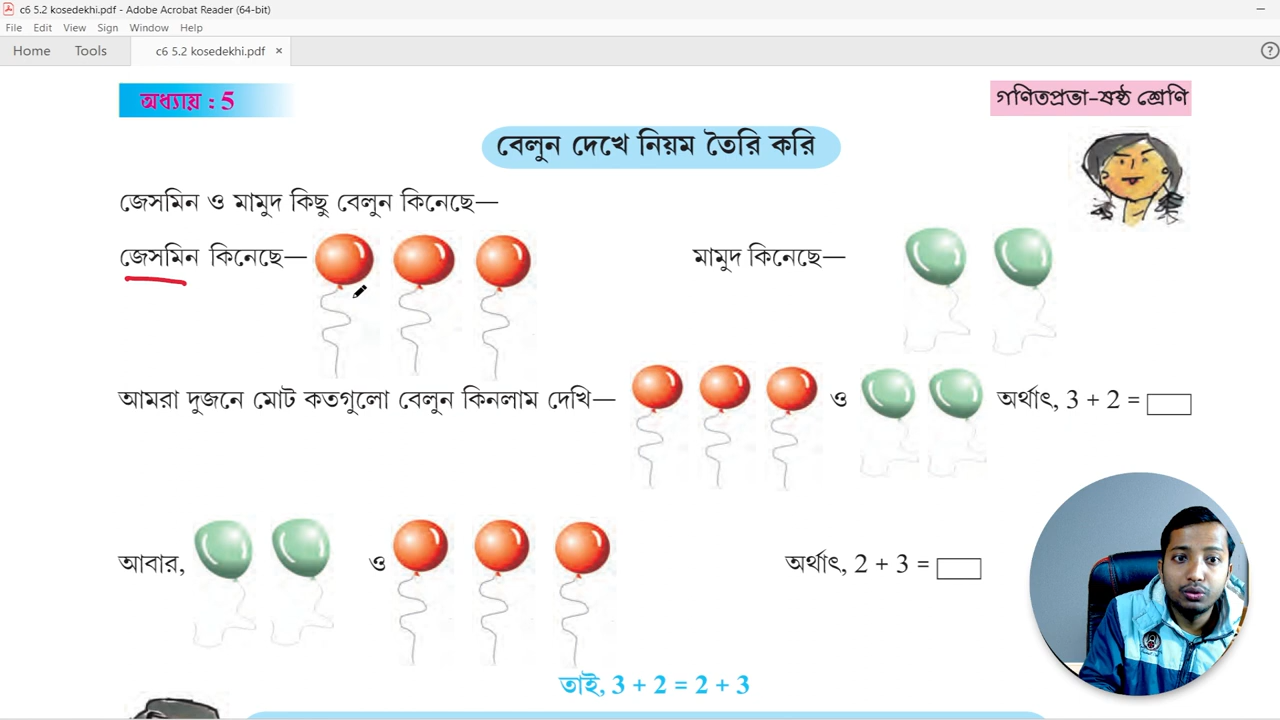 c6 5.2 kosedekhi.pdf - Adobe Acrobat Reader (64-bit)
File Edit View Sign Window Help
Home Tools c6 5.2 kosedekhi.pdf ×
অধ্যায় : 5 গণিতপ্রভা-ষষ্ঠ শ্রেণি
বেলুন দেখে নিয়ম তৈরি করি
জেসমিন ও মামুদ কিছু বেলুন কিনেছে—
জেসমিন কিনেছে— মামুদ কিনেছে—
আমরা দুজনে মোট কতগুলো বেলুন কিনলাম দেখি— ও অর্থাৎ, 3 + 2 =
আবার, ও অর্থাৎ, 2 + 3 =
তাই, 3 + 2 = 2 + 3